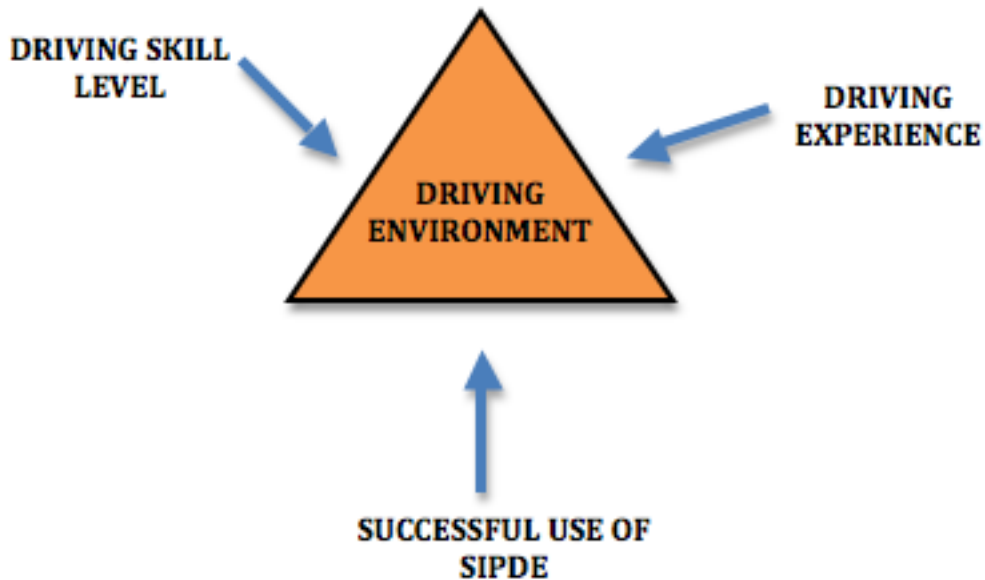 DRIVING SKILL
LEVEL
DRIVING
EXPERIENCE
DRIVING
ENVIRONMENT
SUCCESSFUL USE OF
SIPDE